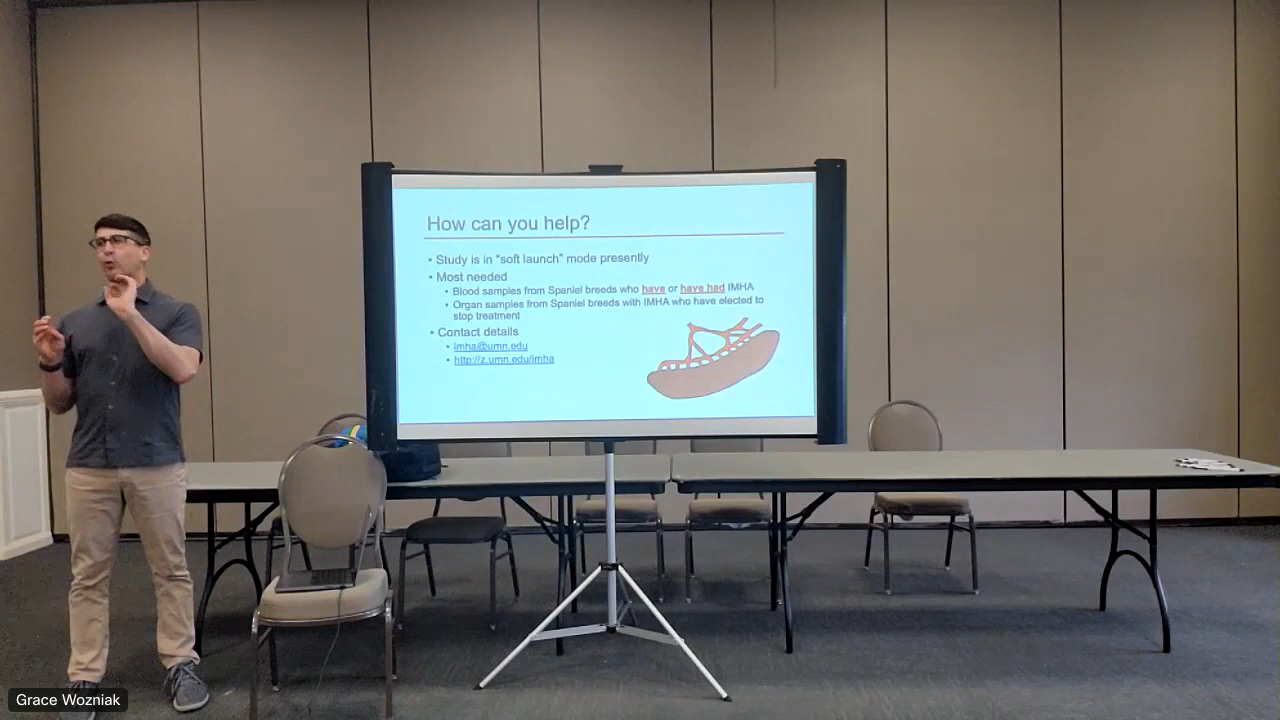 How can you help?
• Study is in “soft launch” mode presently
• Most needed
• Blood samples from Spaniel breeds who have or have had IMHA
• Organ samples from Spaniel breeds with IMHA who have elected to
stop treatment
• Contact details
• imha@umn.edu
• http://z.umn.edu/imha
Grace Wozniak